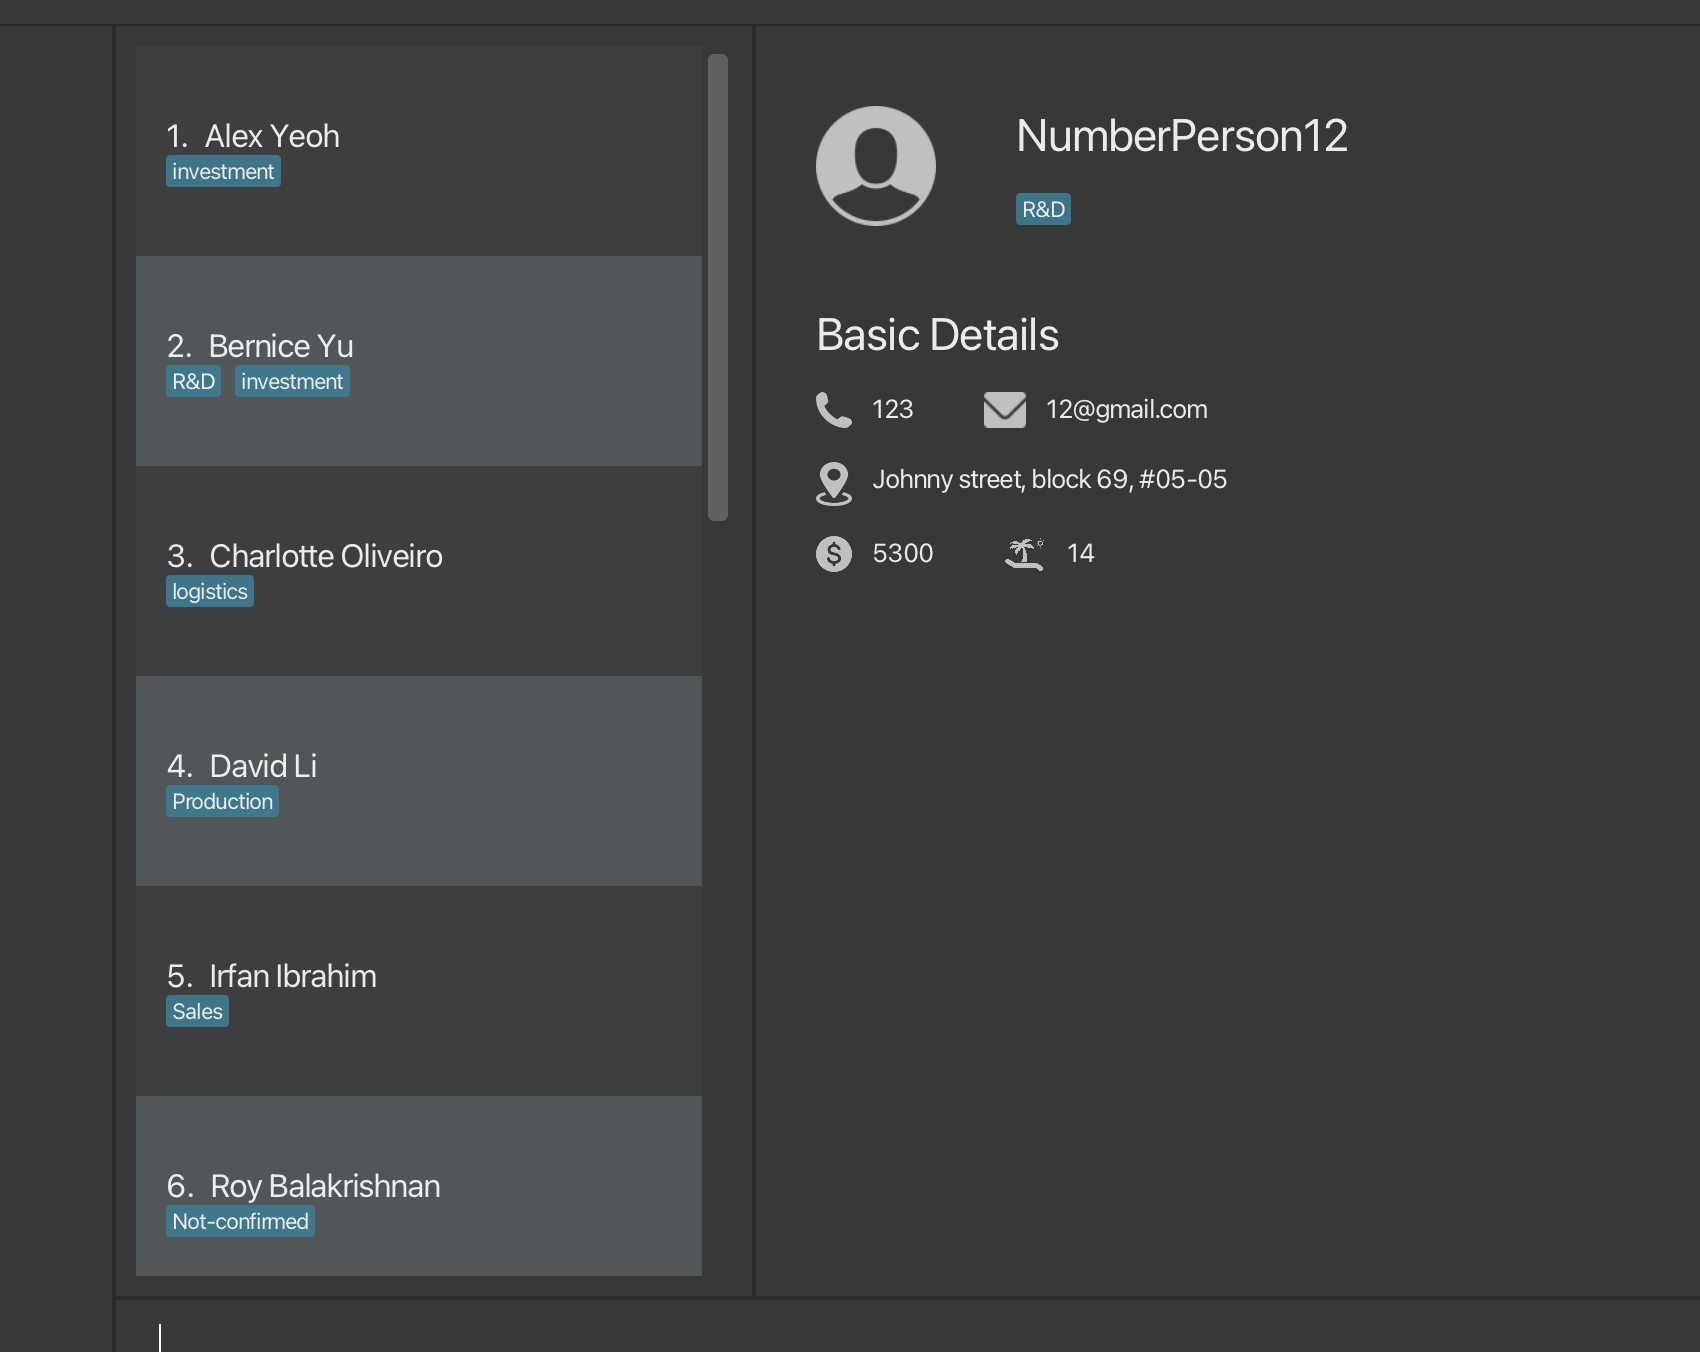 1. Alex Yeoh
investment
2. Bernice Yu
R&D investment
3. Charlotte Oliveiro
logistics
4. David Li
Production
5. Irfan Ibrahim
Sales
6. Roy Balakrishnan
Not-confirmed
NumberPerson12
R&D
Basic Details
123 12@gmail.com
Johnny street, block 69, #05-05
$ 5300 14